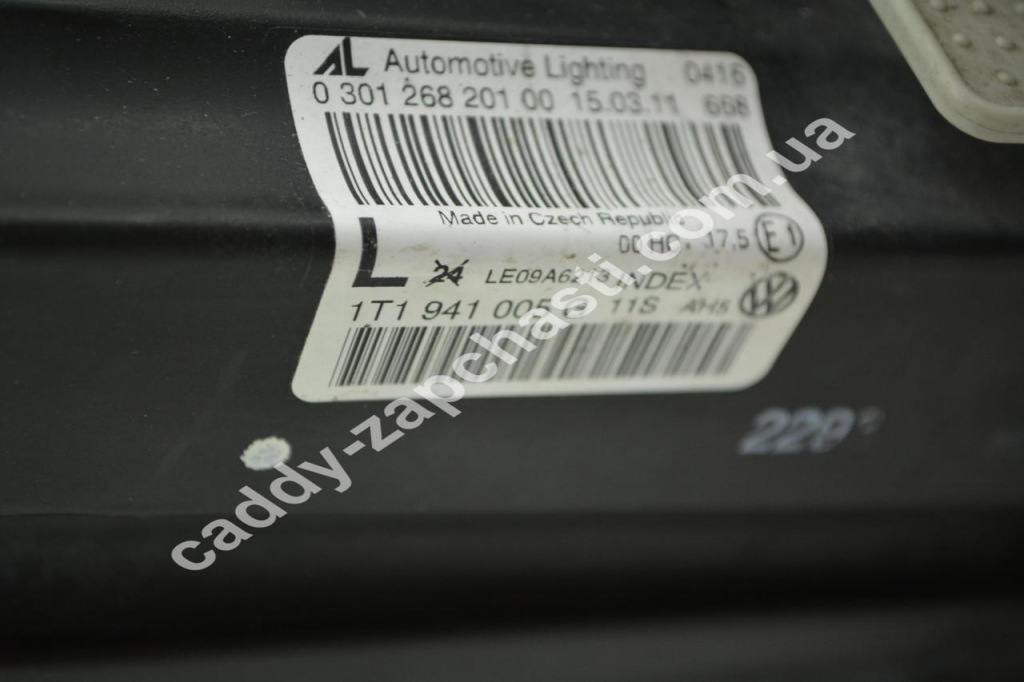 AL Automotive Lighting 0416
0 301 268 201 00 15.03.11 668
Made in Czech Republic
00 17,5 E1
L 24 LE09A6213 INDEX
1T1 941 005 11S AHS
caddy-zapchasti.com.ua